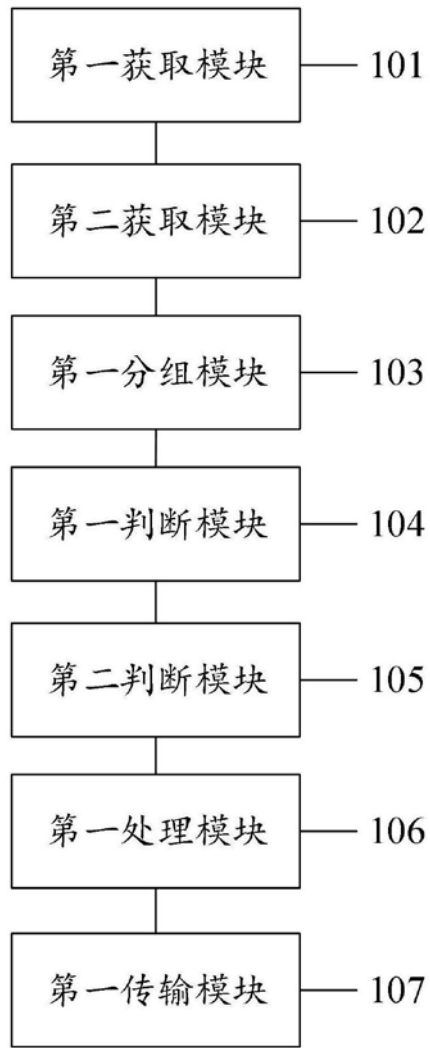 第一获取模块 101
第二获取模块 102
第一分组模块 103
第一判断模块 104
第二判断模块 105
第一处理模块 106
第一传输模块 107